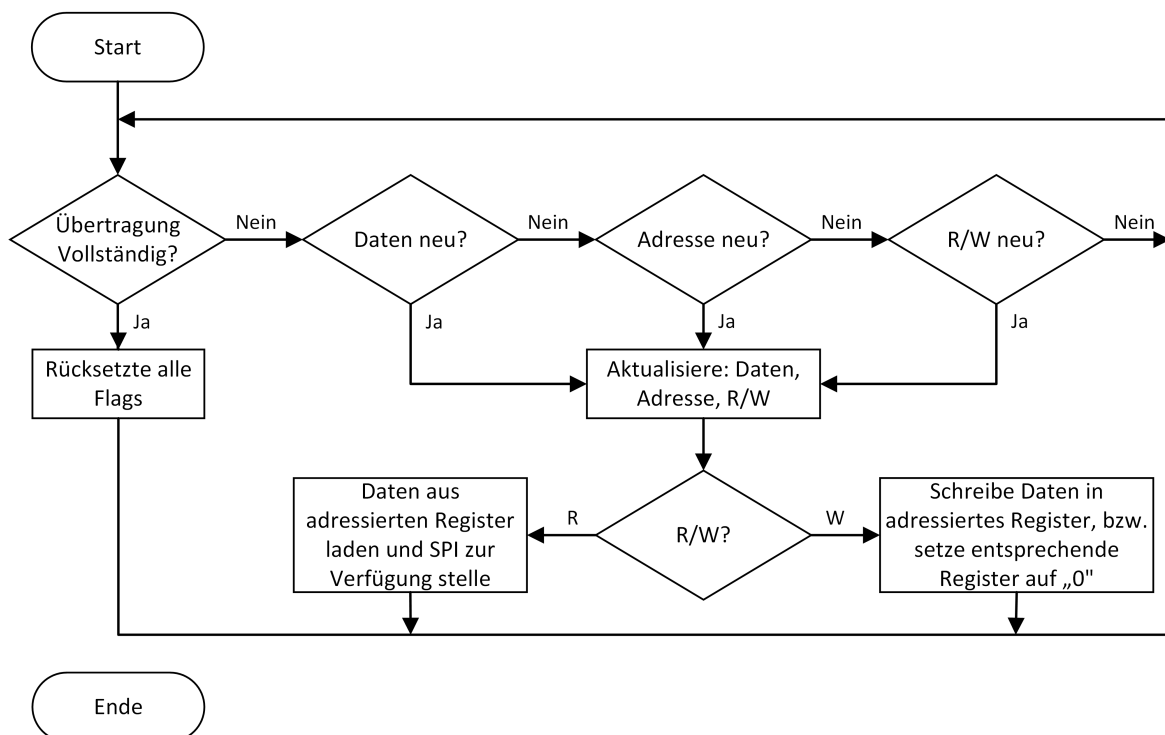 Start
Übertragung
Vollständig?
Nein
Daten neu?
Nein
Adresse neu?
Nein
R/W neu?
Nein
Ja
Ja
Ja
Ja
Rücksetzte alle
Flags
Aktualisiere: Daten,
Adresse, R/W
Daten aus
adressierten Register
laden und SPI zur
Verfügung stelle
R
R/W?
W
Schreibe Daten in
adressiertes Register, bzw.
setze entsprechende
Register auf „0"
Ende